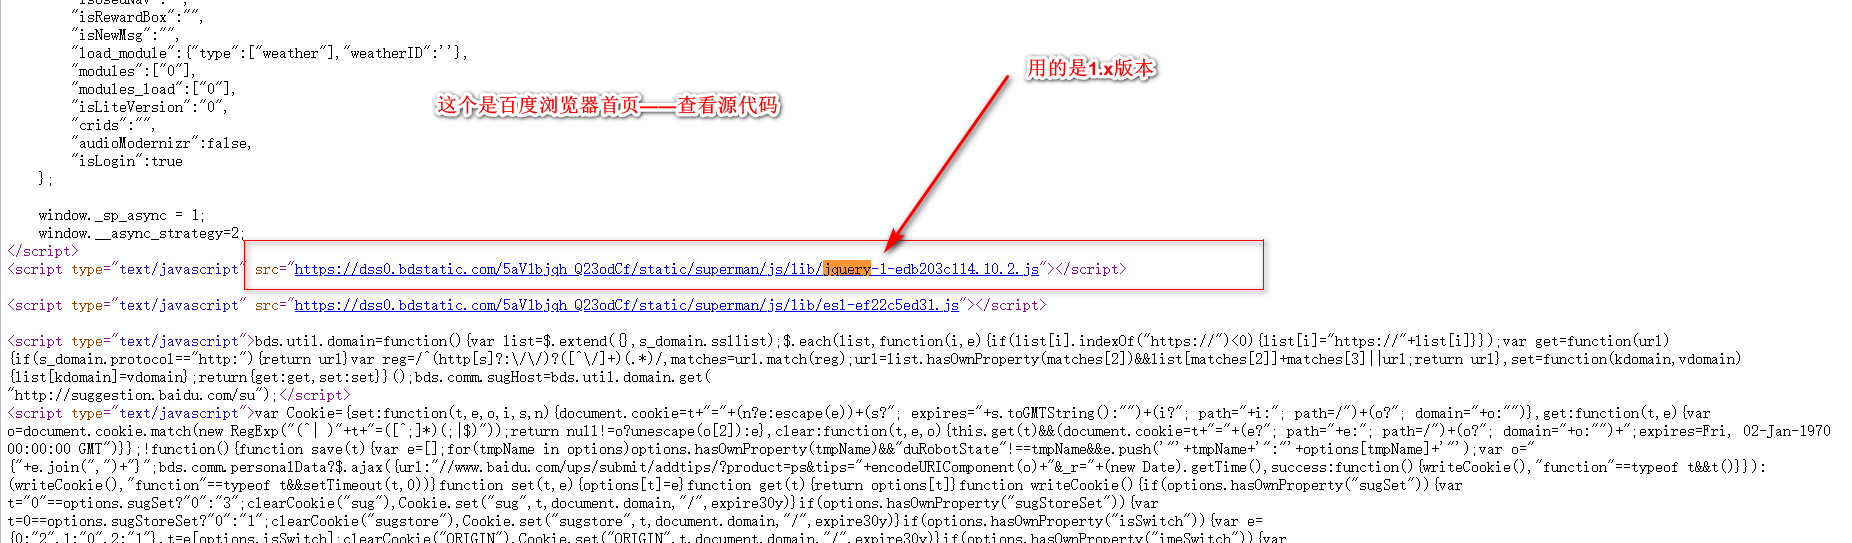 "isUsedNav":"",
"isRewardBox":"",
"isNewMsg":"",
"load_module":{"type":["weather"],"weatherID":''},
"modules":["0"],
"modules_load":["0"],
"isLiteVersion":"0",
"crids":"",
"audioModernizr":false,
"isLogin":true
};
用的是1.x版本
这个是百度浏览器首页——查看源代码
window._sp_async = 1;
window.__async_strategy=2;
</script>
<script type="text/javascript" src="https://dss0.bdstatic.com/5aV1bjqh_Q23odCf/static/superman/js/lib/jquery-1-edb203c114.10.2.js"></script>
<script type="text/javascript" src="https://dss0.bdstatic.com/5aV1bjqh_Q23odCf/static/superman/js/lib/esl-ef22c5ed31.js"></script>
<script type="text/javascript">bds.util.domain=function(){var list=$.extend({},s_domain.ssllist);$.each(list,function(i,e){if(list[i].indexOf("https://")<0){list[i]="https://"+list[i]}});var get=function(url)
{if(s_domain.protocol=="http:"){return url}var reg=/^(http[s]?:\/\/)?([^\/]+)(.*)/,matches=url.match(reg);url=list.hasOwnProperty(matches[2])&&list[matches[2]]+matches[3]||url;return url},set=function(kdomain,vdomain)
{list[kdomain]=vdomain};return{get:get,set:set}}();bds.comm.sugHost=bds.util.domain.get(
"http://suggestion.baidu.com/su");</script>
<script type="text/javascript">var Cookie={set:function(t,e,o,i,s,n){document.cookie=t+"="+(n?e:escape(e))+(s?"; expires="+s.toGMTString():"")+(i?"; path="+i:"; path=/")+(o?"; domain="+o:"")},get:function(t,e){var
o=document.cookie.match(new RegExp("(^| )"+t+"=([^;]*)(;|$)"));return null!=o?unescape(o[2]):e},clear:function(t,e,o){this.get(t)&&(document.cookie=t+"="+(e?"; path="+e:"; path=/")+(o?"; domain="+o:"")+";expires=Fri, 02-Jan-1970
00:00:00 GMT")}};!function(){function save(t){var e=[];for(tmpName in options)options.hasOwnProperty(tmpName)&&"duRobotState"!==tmpName&&e.push('"'+tmpName+'":"'+options[tmpName]+'"');var o="
{"+e.join(",")+"}";bds.comm.personalData?$.ajax({url:"//www.baidu.com/ups/submit/addtips/?product=ps&tips="+encodeURIComponent(o)+"&_r="+(new Date).getTime(),success:function(){writeCookie(),"function"==typeof t&&t()}}):
(writeCookie(),"function"==typeof t&&setTimeout(t,0))}function set(t,e){options[t]=e}function get(t){return options[t]}function writeCookie(){if(options.hasOwnProperty("sugSet")){var
t="0"==options.sugSet?"0":"3";clearCookie("sug"),Cookie.set("sug",t,document.domain,"/",expire30y)}if(options.hasOwnProperty("sugStoreSet")){var
t=0==options.sugStoreSet?"0":"1";clearCookie("sugstore"),Cookie.set("sugstore",t,document.domain,"/",expire30y)}if(options.hasOwnProperty("isSwitch")){var e=
{0:"2",1:"0",2:"1"},t=e[options.isSwitch];clearCookie("ORIGIN"),Cookie.set("ORIGIN",t,document.domain,"/",expire30y)}if(options.hasOwnProperty("imeSwitch")){var